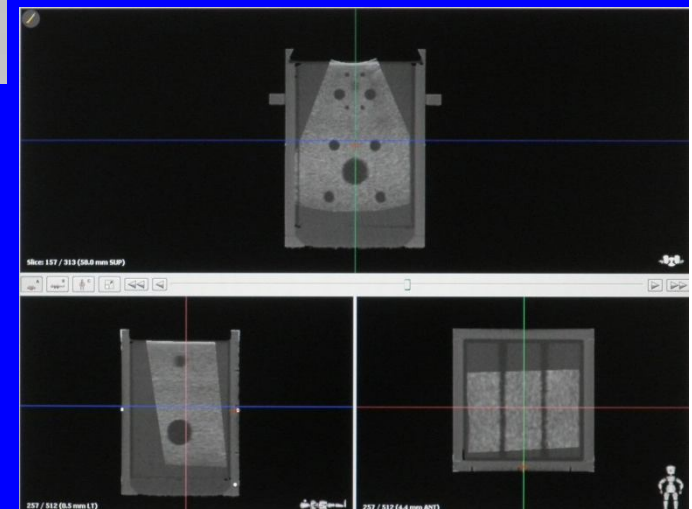 Slice: 157 / 313 (58.0 mm SUP)
257 / 512 (0.5 mm LT)
257 / 512 (4.4 mm ANT)